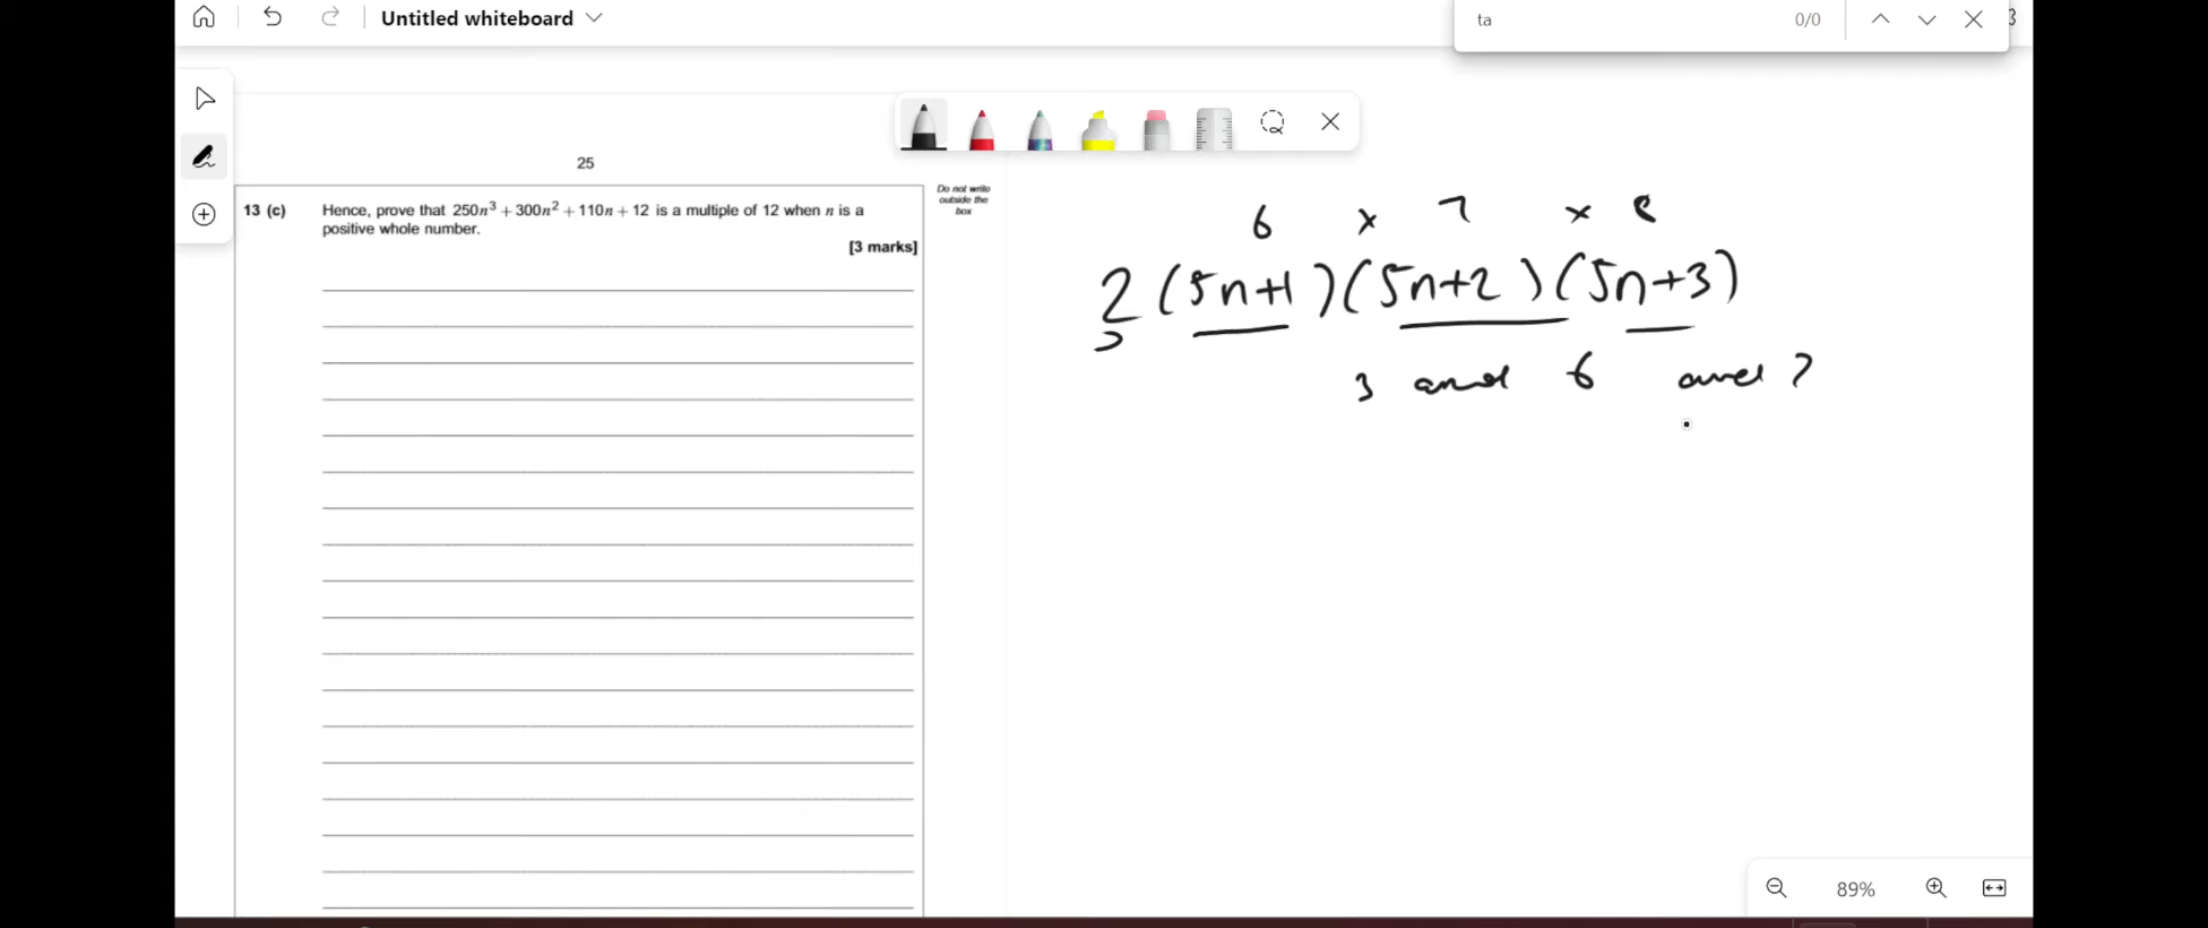 Untitled whiteboard
ta
0/0
25
Do not write
outside the
box
13 (c) Hence, prove that 250n³ + 300n² + 110n + 12 is a multiple of 12 when n is a
positive whole number.
[3 marks]
6 x 7 x 8
2 (5n+1)(5n+2)(5n+3)
3 and 6 and ?
89%